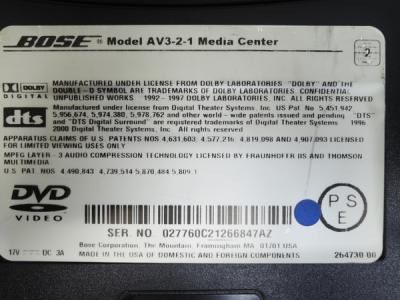 BOSE® Model AV3-2-1 Media Center
2
MANUFACTURED UNDER LICENSE FROM DOLBY LABORATORIES "DOLBY" AND THE
DOUBLE-D SYMBOL ARE TRADEMARKS OF DOLBY LABORATORIES. CONFIDENTIAL
UNPUBLISHED WORKS 1992-1997 DOLBY LABORATORIES, INC. ALL RIGHTS RESERVED
DOLBY
DIGITAL
dts
Manufactured under license from Digital Theater Systems, Inc. US Pat. No. 5,451,942
5,956,674, 5,974,380, 5,978,762 and other world-wide patents issued and pending "DTS"
and "DTS Digital Surround" are registered trademarks of Digital Theater Systems 1996
2000 Digital Theater Systems, Inc. All Rights Reserved
APPARATUS CLAIMS OF U.S. PATENTS NOS 4,631,603, 4,577,216, 4,819,098 AND 4,907,093 LICENSED
FOR LIMITED VIEWING USES ONLY
MPEG LAYER-3 AUDIO COMPRESSION TECHNOLOGY LICENSED BY FRAUNHOFER IIS AND THOMSON
MULTIMEDIA
U.S. PAT NOS. 4,490,843 4,739,514 5,870,484 5,809,1
DVD
VIDEO
PS
E
SER. NO 027760C21266847AZ
Bose Corporation, The Mountain, Framingham MA 01701 USA
17V DC 3A
MADE IN THE USA OF DOMESTIC AND FOREIGN COMPONENTS
264730 00